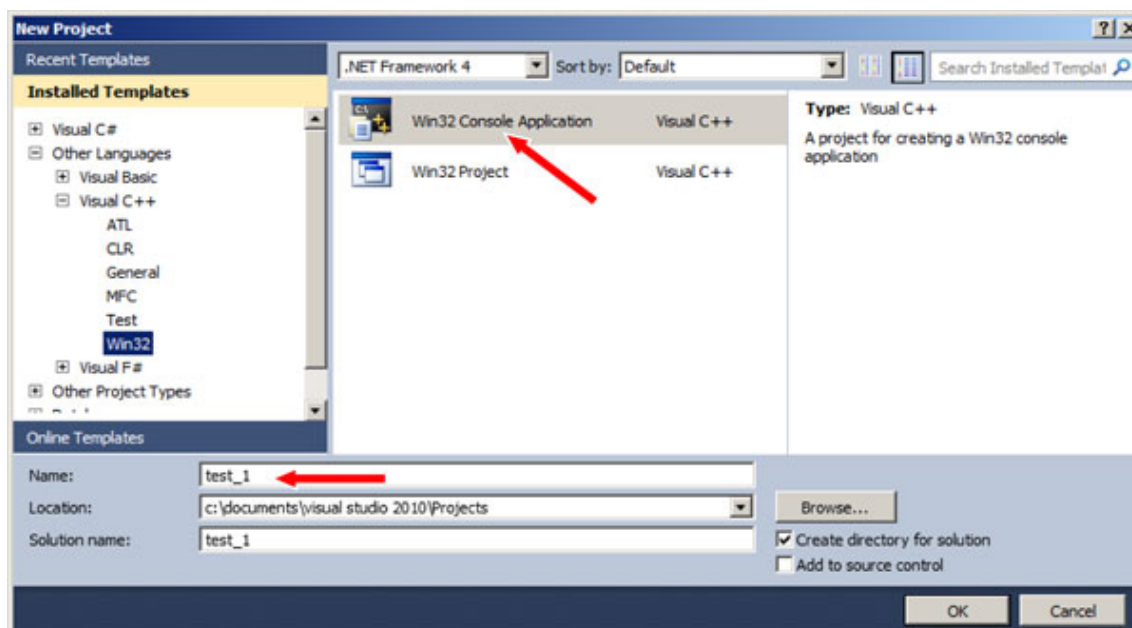 New Project
Recent Templates
Installed Templates
Visual C#
Other Languages
Visual Basic
Visual C++
ATL
CLR
General
MFC
Test
Win32
Visual F#
Other Project Types
Online Templates
.NET Framework 4 Sort by: Default Search Installed Templat
Win32 Console Application Visual C++
Win32 Project Visual C++
Type: Visual C++
A project for creating a Win32 console
application
Name: test_1
Location: c:\documents\visual studio 2010\Projects Browse...
Solution name: test_1
Create directory for solution
Add to source control
OK Cancel